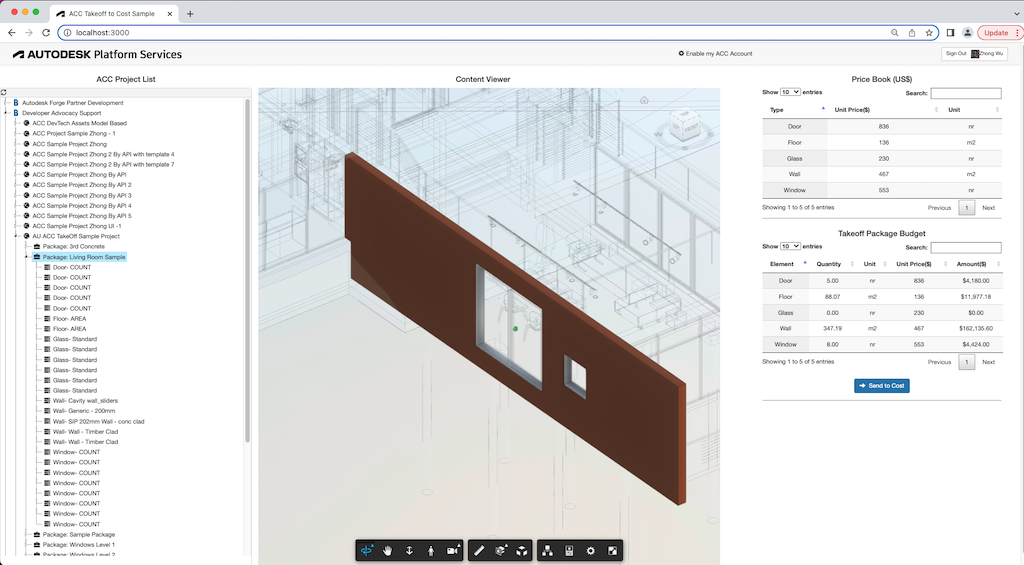 ACC Takeoff to Cost Sample
localhost:3000
Update
AUTODESK Platform Services
Enable my ACC Account
Sign Out Zhong Wu
ACC Project List
Autodesk Forge Partner Development
Developer Advocacy Support
ACC DevTech Assets Model Based
ACC Project Sample Zhong - 1
ACC Sample Project Zhong
ACC Sample Project Zhong 2 By API with template 4
ACC Sample Project Zhong 2 By API with template 7
ACC Sample Project Zhong By API
ACC Sample Project Zhong By API 2
ACC Sample Project Zhong By API 3
ACC Sample Project Zhong By API 4
ACC Sample Project Zhong By API 5
ACC Sample Project Zhong UI -1
AU ACC TakeOff Sample Project
Package: 3rd Concrete
Package: Living Room Sample
Door- COUNT
Door- COUNT
Door- COUNT
Door- COUNT
Door- COUNT
Floor- AREA
Floor- AREA
Glass- Standard
Glass- Standard
Glass- Standard
Glass- Standard
Glass- Standard
Glass- Standard
Wall- Cavity wall_sliders
Wall- Generic - 200mm
Wall- SIP 202mm Wall - conc clad
Wall- Wall - Timber Clad
Wall- Wall - Timber Clad
Window- COUNT
Window- COUNT
Window- COUNT
Window- COUNT
Window- COUNT
Window- COUNT
Window- COUNT
Window- COUNT
Package: Sample Package
Package: Windows Level 1
Package: Windows Level 2
Content Viewer
FRONT
Price Book (US$)
Show 10 entries Search:
Type Unit Price($) Unit
Door 836 nr
Floor 136 m2
Glass 230 nr
Wall 467 m2
Window 553 nr
Showing 1 to 5 of 5 entries Previous 1 Next
Takeoff Package Budget
Show 10 entries Search:
Element Quantity Unit Unit Price($) Amount($)
Door 5.00 nr 836 $4,180.00
Floor 88.07 m2 136 $11,977.18
Glass 0.00 nr 230 $0.00
Wall 347.19 m2 467 $162,135.60
Window 8.00 nr 553 $4,424.00
Showing 1 to 5 of 5 entries Previous 1 Next
Send to Cost